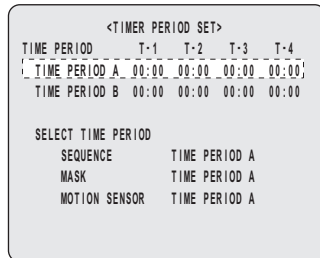 <TIMER PERIOD SET>
TIME PERIOD T-1 T-2 T-3 T-4
TIME PERIOD A 00:00 00:00 00:00 00:00
TIME PERIOD B 00:00 00:00 00:00 00:00
SELECT TIME PERIOD
SEQUENCE TIME PERIOD A
MASK TIME PERIOD A
MOTION SENSOR TIME PERIOD A